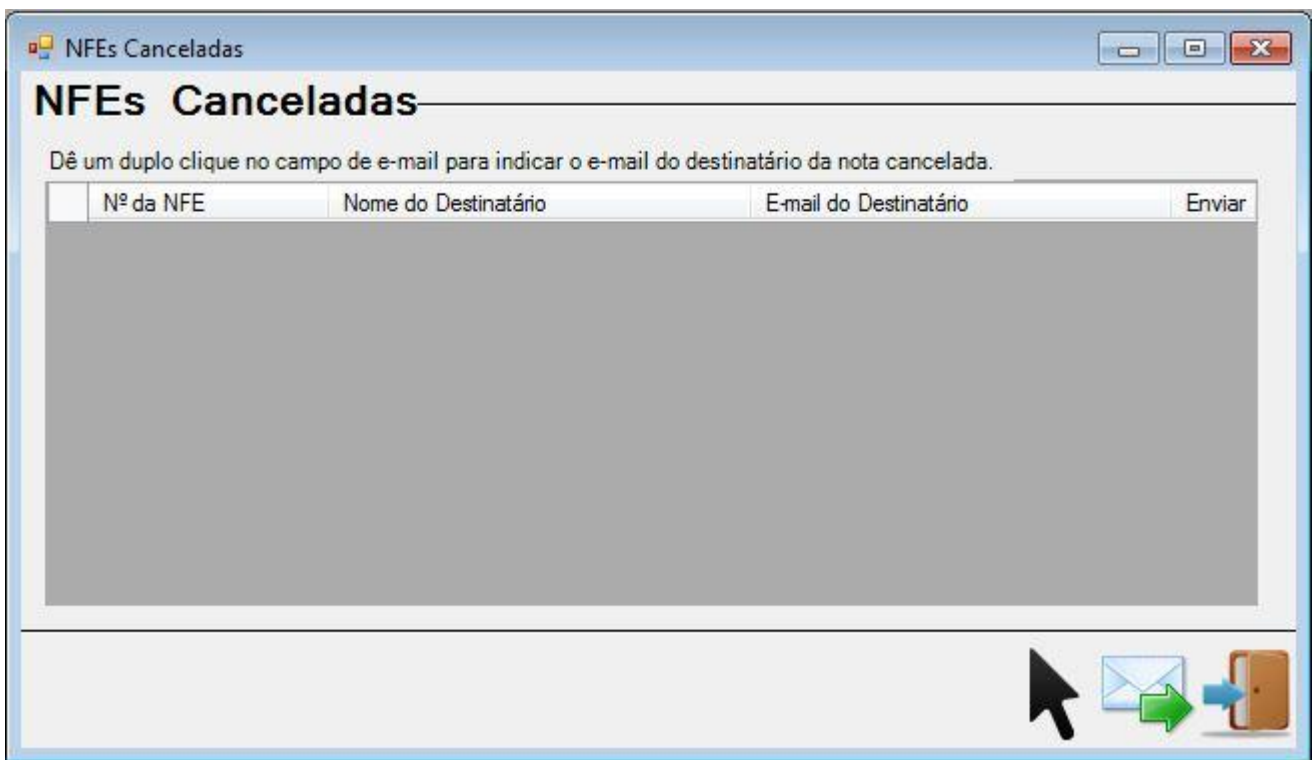 NFEs Canceladas
NFEs Canceladas
Dê um duplo clique no campo de e-mail para indicar o e-mail do destinatário da nota cancelada.
Nº da NFE Nome do Destinatário E-mail do Destinatário Enviar